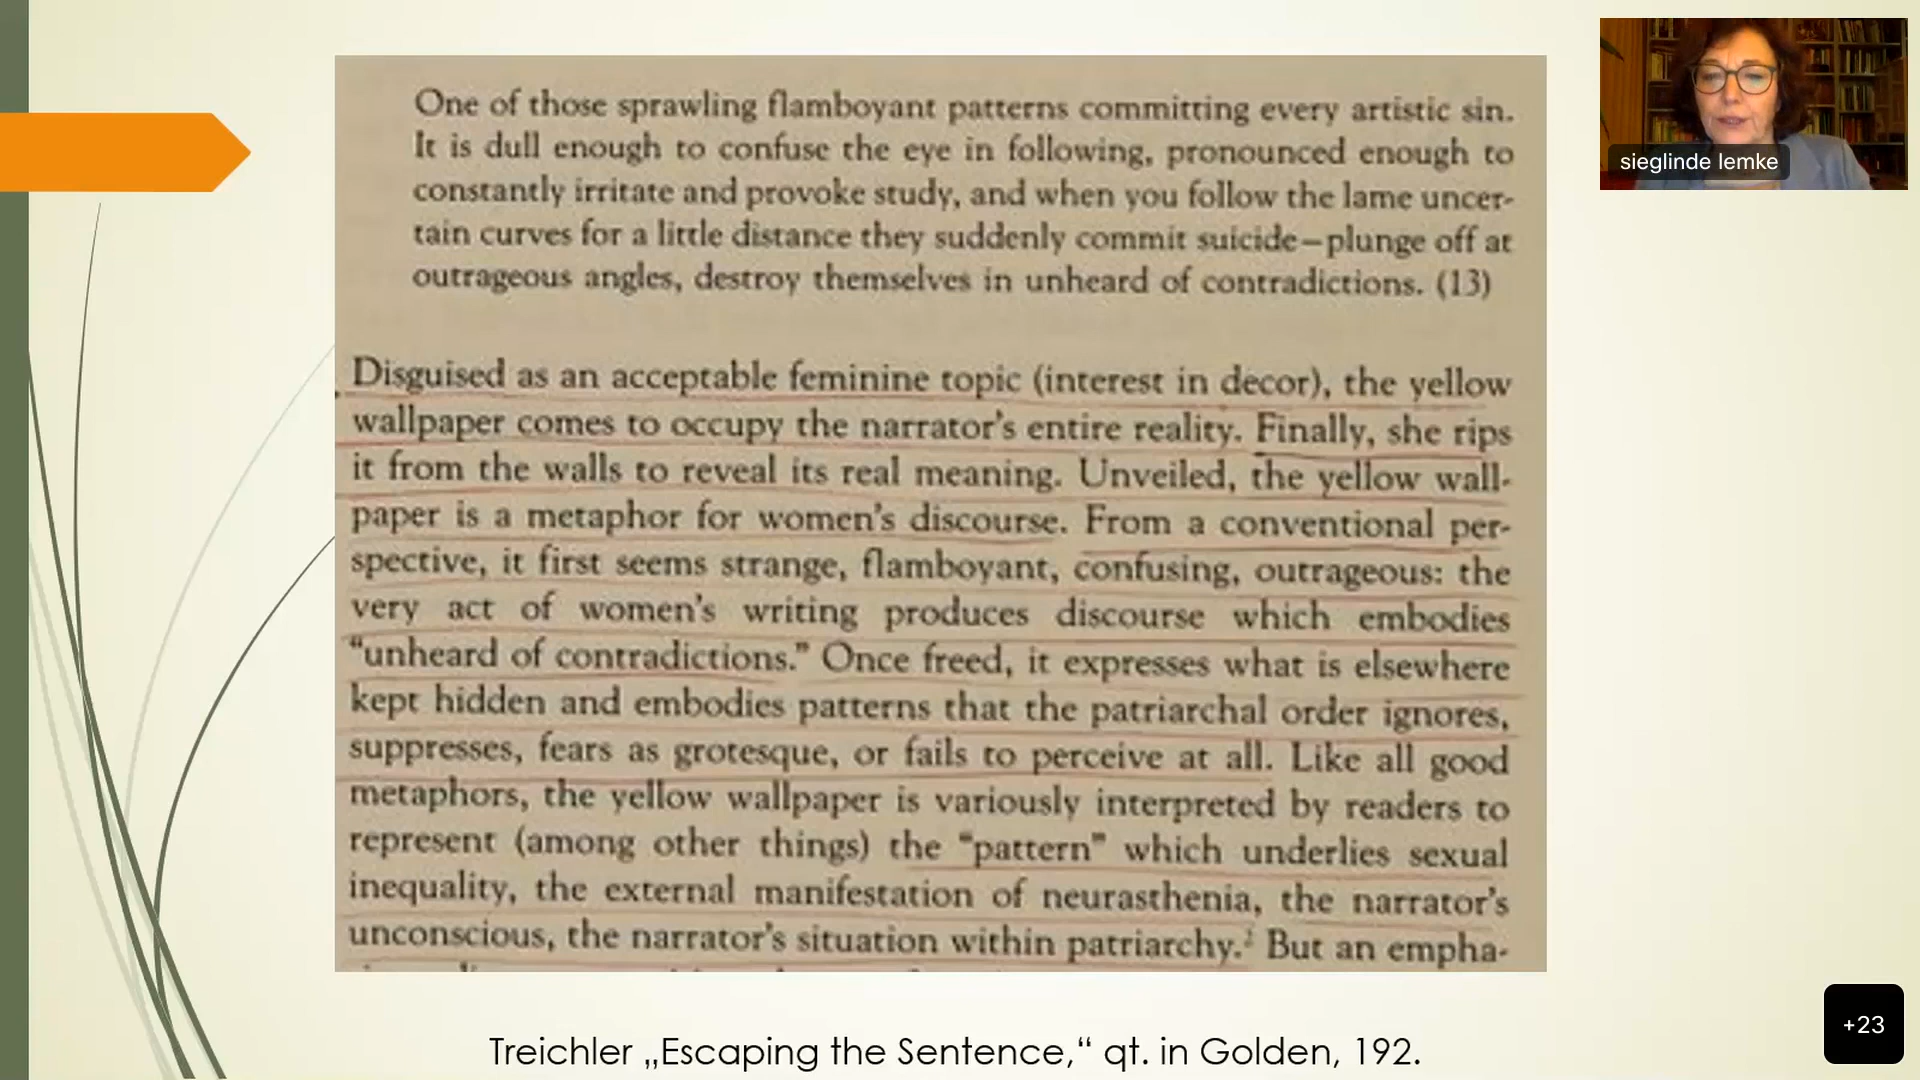 One of those sprawling flamboyant patterns committing every artistic sin.
It is dull enough to confuse the eye in following, pronounced enough to
constantly irritate and provoke study, and when you follow the lame uncer-
tain curves for a little distance they suddenly commit suicide–plunge off at
outrageous angles, destroy themselves in unheard of contradictions. (13)
Disguised as an acceptable feminine topic (interest in decor), the yellow
wallpaper comes to occupy the narrator's entire reality. Finally, she rips
it from the walls to reveal its real meaning. Unveiled, the yellow wall-
paper is a metaphor for women's discourse. From a conventional per-
spective, it first seems strange, flamboyant, confusing, outrageous: the
very act of women's writing produces discourse which embodies
“unheard of contradictions.” Once freed, it expresses what is elsewhere
kept hidden and embodies patterns that the patriarchal order ignores,
suppresses, fears as grotesque, or fails to perceive at all. Like all good
metaphors, the yellow wallpaper is variously interpreted by readers to
represent (among other things) the “pattern” which underlies sexual
inequality, the external manifestation of neurasthenia, the narrator's
unconscious, the narrator's situation within patriarchy.² But an empha-
Treichler „Escaping the Sentence,“ qt. in Golden, 192.
sieglinde lemke
+23